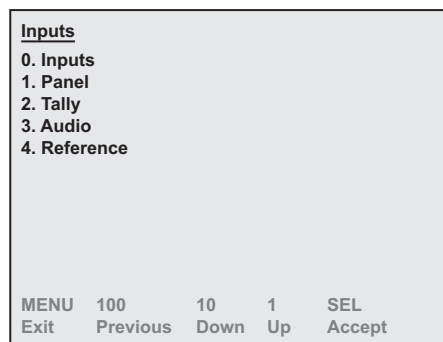 Inputs
0. Inputs
1. Panel
2. Tally
3. Audio
4. Reference
MENU 100 10 1 SEL
Exit Previous Down Up Accept